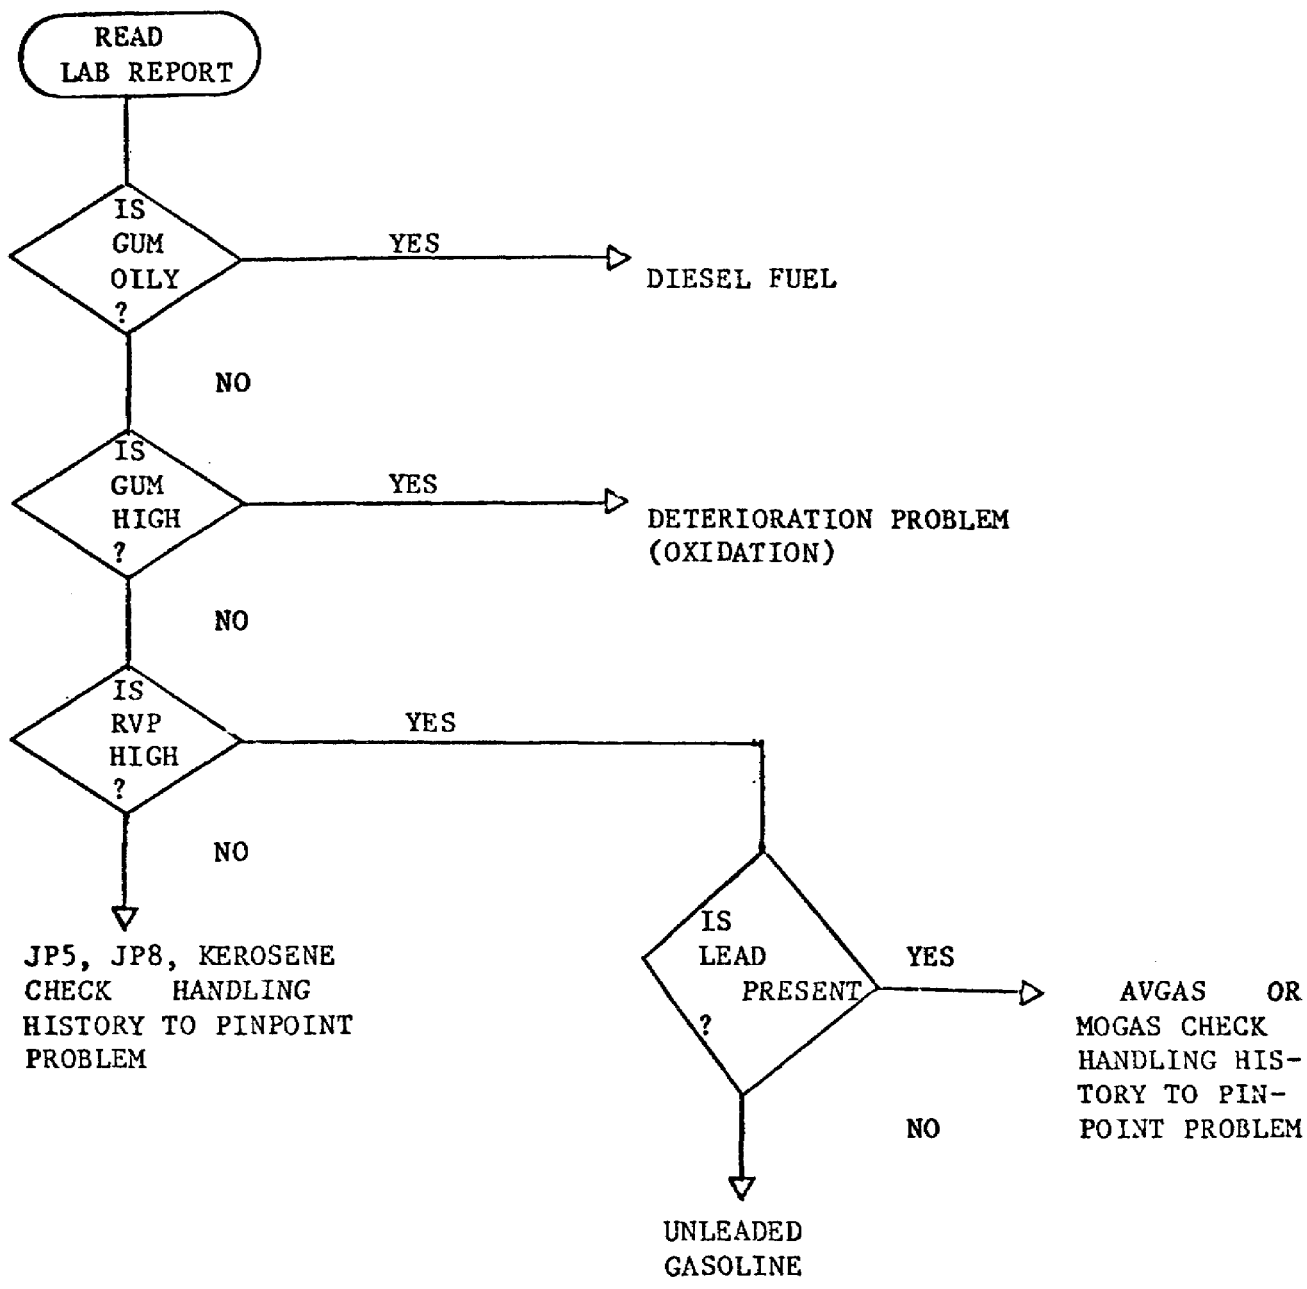 READ
LAB REPORT
IS
GUM
OILY
?
YES
DIESEL FUEL
NO
IS
GUM
HIGH
?
YES
DETERIORATION PROBLEM
(OXIDATION)
NO
IS
RVP
HIGH
?
YES
NO
JP5, JP8, KEROSENE
CHECK HANDLING
HISTORY TO PINPOINT
PROBLEM
IS
LEAD
PRESENT
?
YES
AVGAS OR
MOGAS CHECK
HANDLING HIS-
TORY TO PIN-
POINT PROBLEM
NO
UNLEADED
GASOLINE